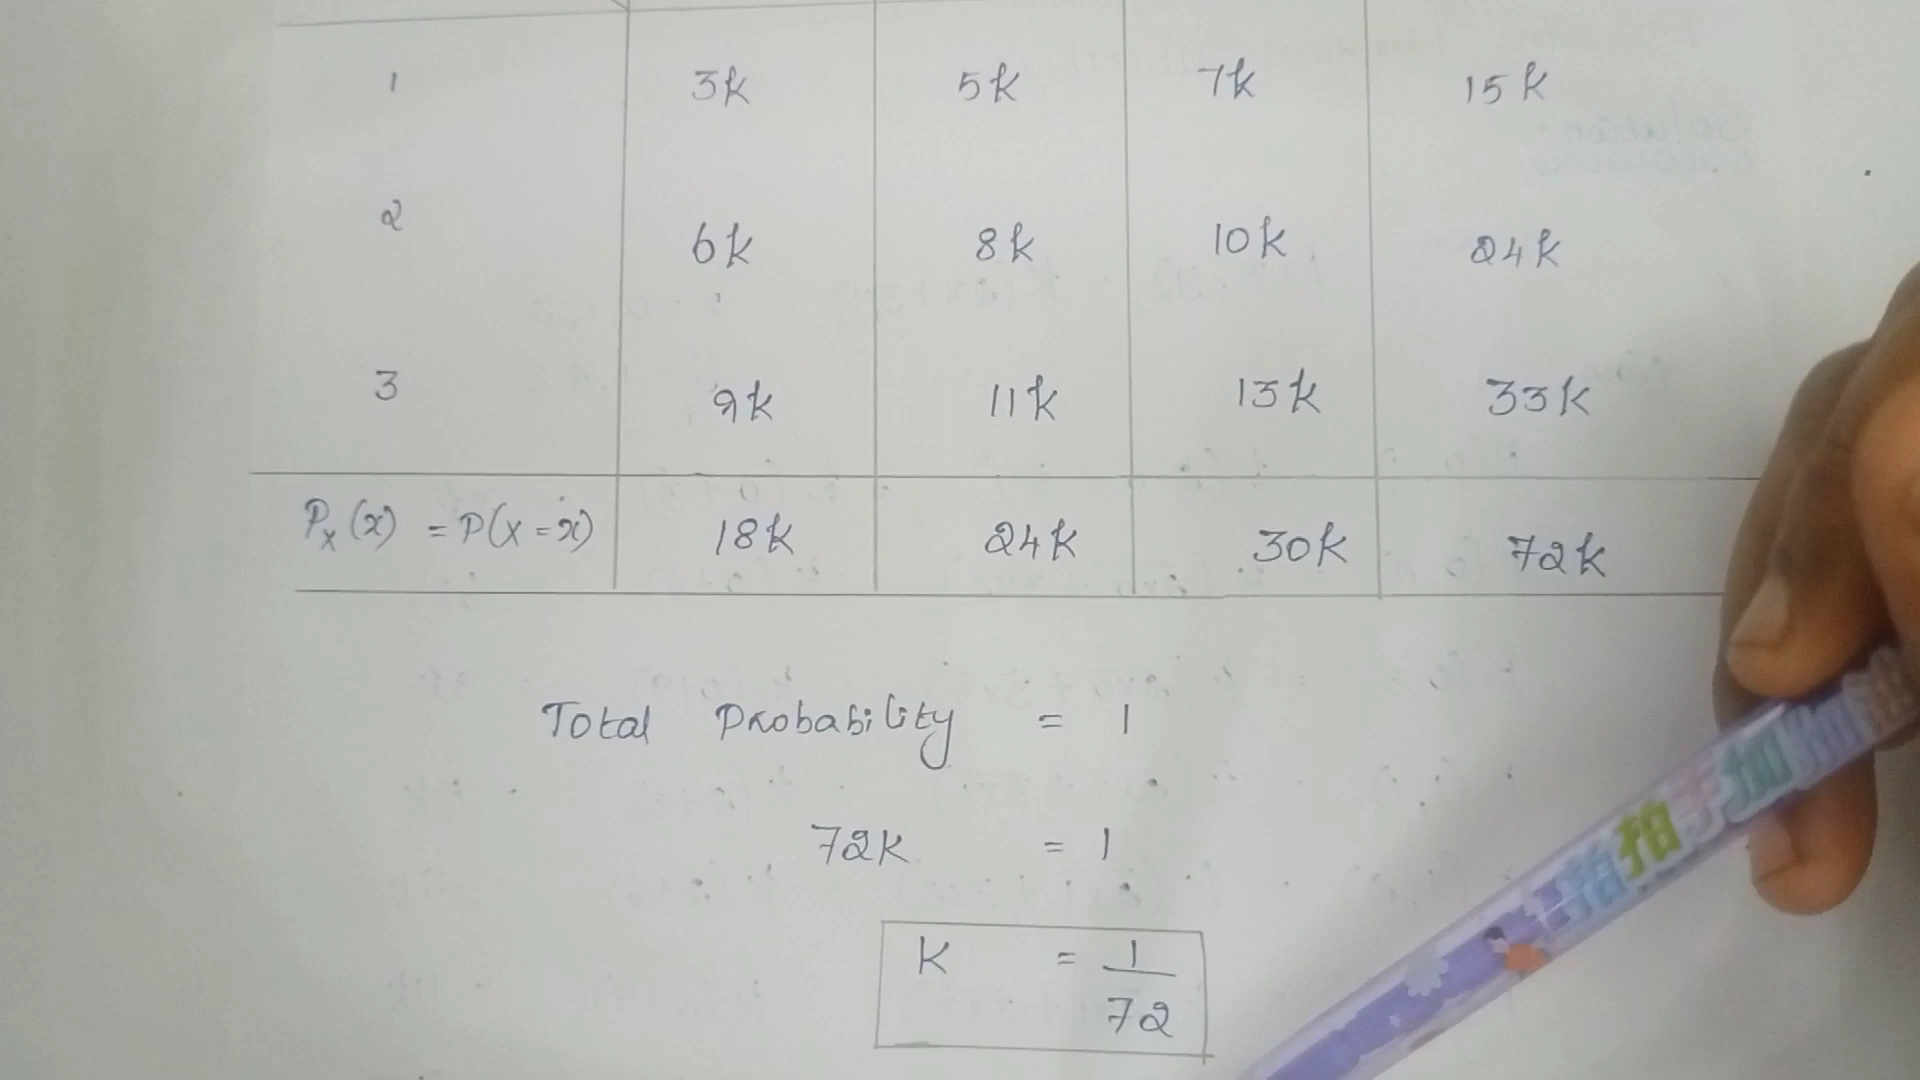 1 3k 5k 7k 15k
2 6k 8k 10k 24k
3 9k 11k 13k 33k
Px(x) = P(X=x) 18k 24k 30k 72k
Total Probability = 1
72k = 1
K = 1/72